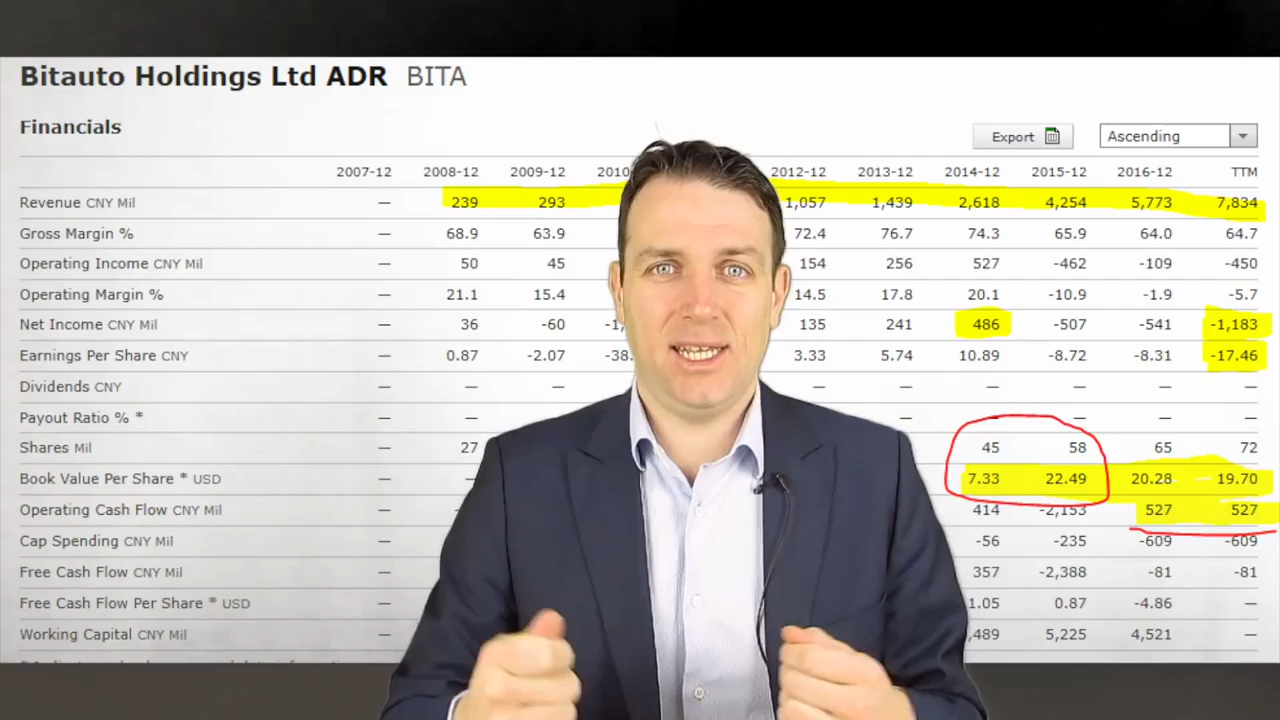 Bitauto Holdings Ltd ADR BITA
Financials
Export Ascending
2007-12 2008-12 2009-12 2010 2012-12 2013-12 2014-12 2015-12 2016-12 TTM
Revenue CNY Mil — 239 293 1,057 1,439 2,618 4,254 5,773 7,834
Gross Margin % — 68.9 63.9 72.4 76.7 74.3 65.9 64.0 64.7
Operating Income CNY Mil — 50 45 154 256 527 -462 -109 -450
Operating Margin % — 21.1 15.4 14.5 17.8 20.1 -10.9 -1.9 -5.7
Net Income CNY Mil — 36 -60 -1, 135 241 486 -507 -541 -1,183
Earnings Per Share CNY — 0.87 -2.07 -38. 3.33 5.74 10.89 -8.72 -8.31 -17.46
Dividends CNY — — — — — — — — —
Payout Ratio % * — — — — — — — —
Shares Mil — 27 45 58 65 72
Book Value Per Share * USD — — 7.33 22.49 20.28 19.70
Operating Cash Flow CNY Mil — 414 -2,153 527 527
Cap Spending CNY Mil — -56 -235 -609 -609
Free Cash Flow CNY Mil — 357 -2,388 -81 -81
Free Cash Flow Per Share * USD — 1.05 0.87 -4.86 —
Working Capital CNY Mil — ,489 5,225 4,521 —